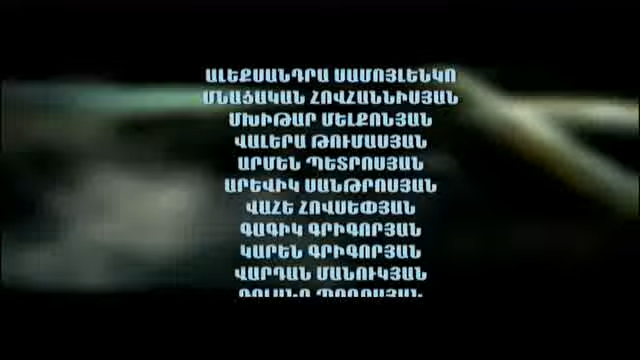 ԱԼԵՔՍԱՆԴՐԱ ՍԱՄՈՅԼԵՆԿՈ
ՄՆԱՑԱԿԱՆ ՀՈՎՀԱՆՆԻՍՅԱՆ
ՄԽԻԹԱՐ ՄԵԼՔՈՆՅԱՆ
ՎԱԼԵՐԱ ԹՈՒՄԱՍՅԱՆ
ԱՐՄԵՆ ՊԵՏՐՈՍՅԱՆ
ԱՐԵՎԻԿ ՍԱՆԹՐՈՍՅԱՆ
ՎԱՀԵ ՀՈՎՍԵՓՅԱՆ
ԳԱԳԻԿ ԳՐԻԳՈՐՅԱՆ
ԿԱՐԵՆ ԳՐԻԳՈՐՅԱՆ
ՎԱՐԴԱՆ ՄԱՆՈՒԿՅԱՆ